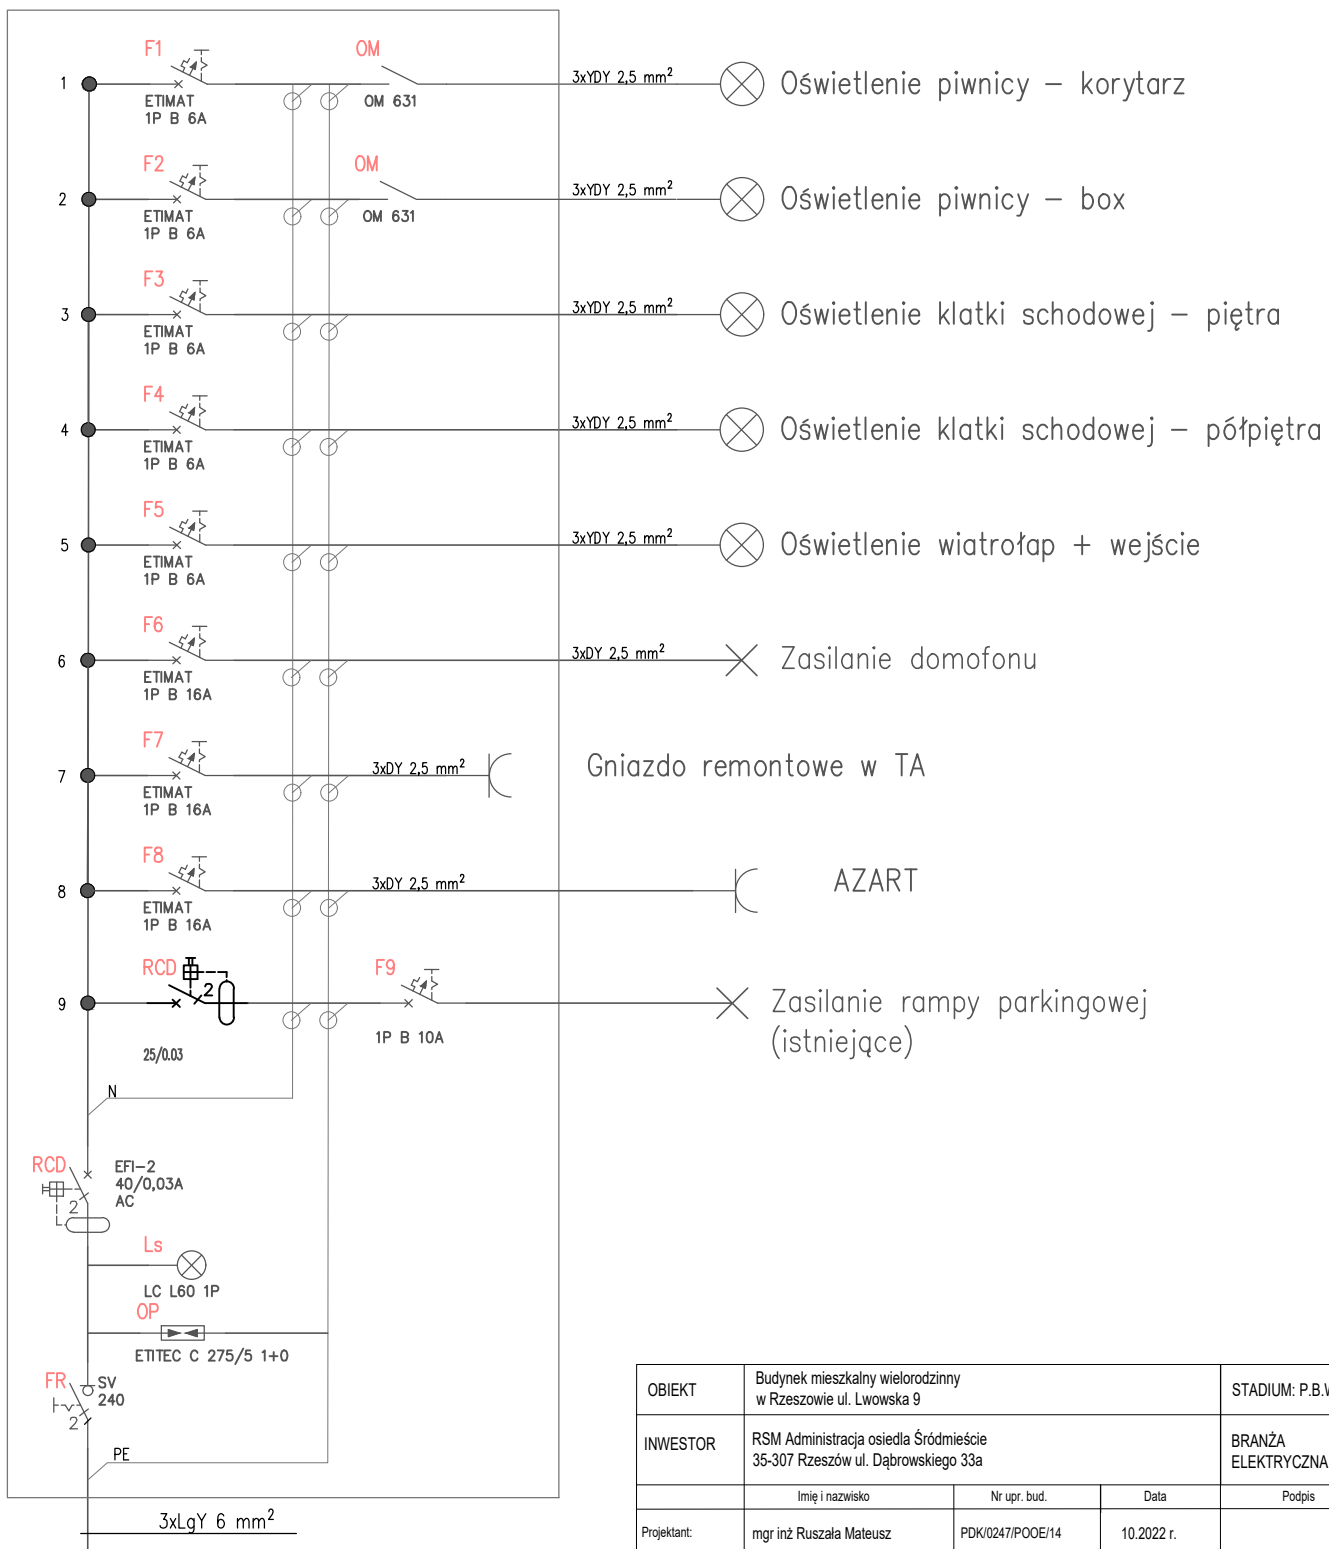 F1
OM
1
3xYDY 2,5 mm²
Oświetlenie piwnicy – korytarz
ETIMAT
1P B 6A
OM 631
F2
OM
2
3xYDY 2,5 mm²
Oświetlenie piwnicy – box
ETIMAT
1P B 6A
OM 631
F3
3
3xYDY 2,5 mm²
Oświetlenie klatki schodowej – piętra
ETIMAT
1P B 6A
F4
4
3xYDY 2,5 mm²
Oświetlenie klatki schodowej – półpiętra
ETIMAT
1P B 6A
F5
5
3xYDY 2,5 mm²
Oświetlenie wiatrołap + wejście
ETIMAT
1P B 6A
F6
6
3xDY 2,5 mm²
Zasilanie domofonu
ETIMAT
1P B 16A
F7
7
3xDY 2,5 mm²
Gniazdo remontowe w TA
ETIMAT
1P B 16A
F8
8
3xDY 2,5 mm²
AZART
ETIMAT
1P B 16A
RCD
F9
2
9
Zasilanie rampy parkingowej
(istniejące)
1P B 10A
25/0.03
N
RCD
EFI-2
40/0,03A
AC
2
Ls
LC L60 1P
OP
ETITEC C 275/5 1+0
FR
SV
240
2
PE
3xLgY 6 mm²
OBIEKT
Budynek mieszkalny wielorodzinny
w Rzeszowie ul. Lwowska 9
STADIUM: P.B.W
INWESTOR
RSM Administracja osiedla Śródmieście
35-307 Rzeszów ul. Dąbrowskiego 33a
BRANŻA
ELEKTRYCZNA
Imię i nazwisko
Nr upr. bud.
Data
Podpis
Projektant:
mgr inż Ruszała Mateusz
PDK/0247/POOE/14
10.2022 r.